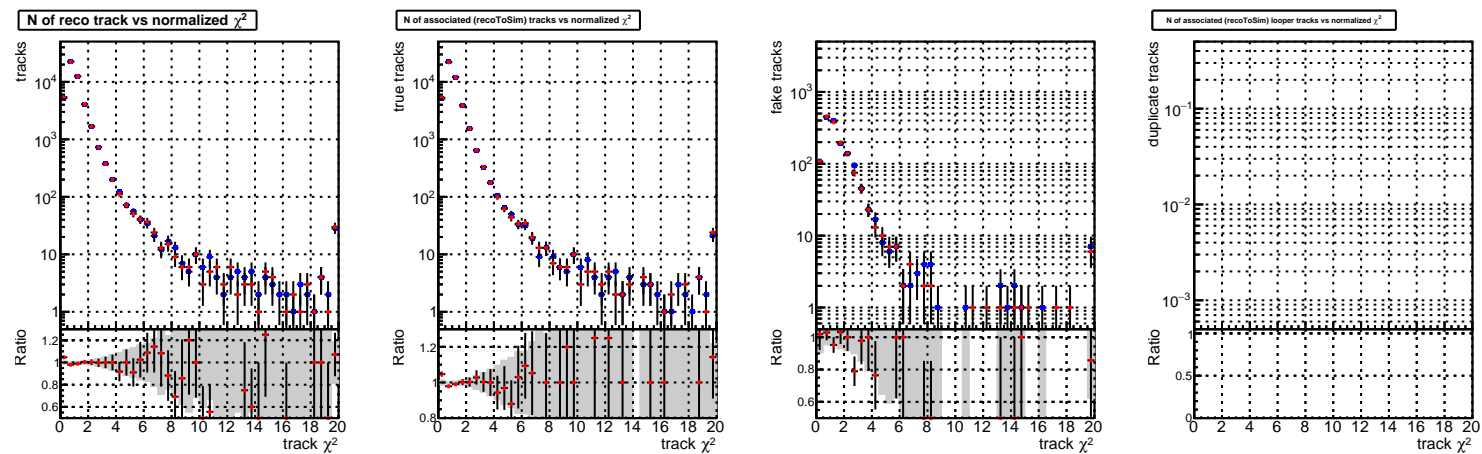 N of reco track vs normalized χ²
tracks
10⁴
10³
10²
10
1
Ratio
1.2
1.0
0.8
0.6
0 2 4 6 8 10 12 14 16 18 20
track χ²
N of associated (recoToSim) tracks vs normalized χ²
true tracks
10⁴
10³
10²
10
1
Ratio
1.2
1
0.8
0 2 4 6 8 10 12 14 16 18 20
track χ²
fake tracks
10³
10²
10
1
Ratio
0.8
0.6
0 2 4 6 8 10 12 14 16 18 20
track χ²
N of associated (recoToSim) looper tracks vs normalized χ²
duplicate tracks
10⁻¹
10⁻²
10⁻³
Ratio
1
0.5
0
0 2 4 6 8 10 12 14 16 18 20
track χ²